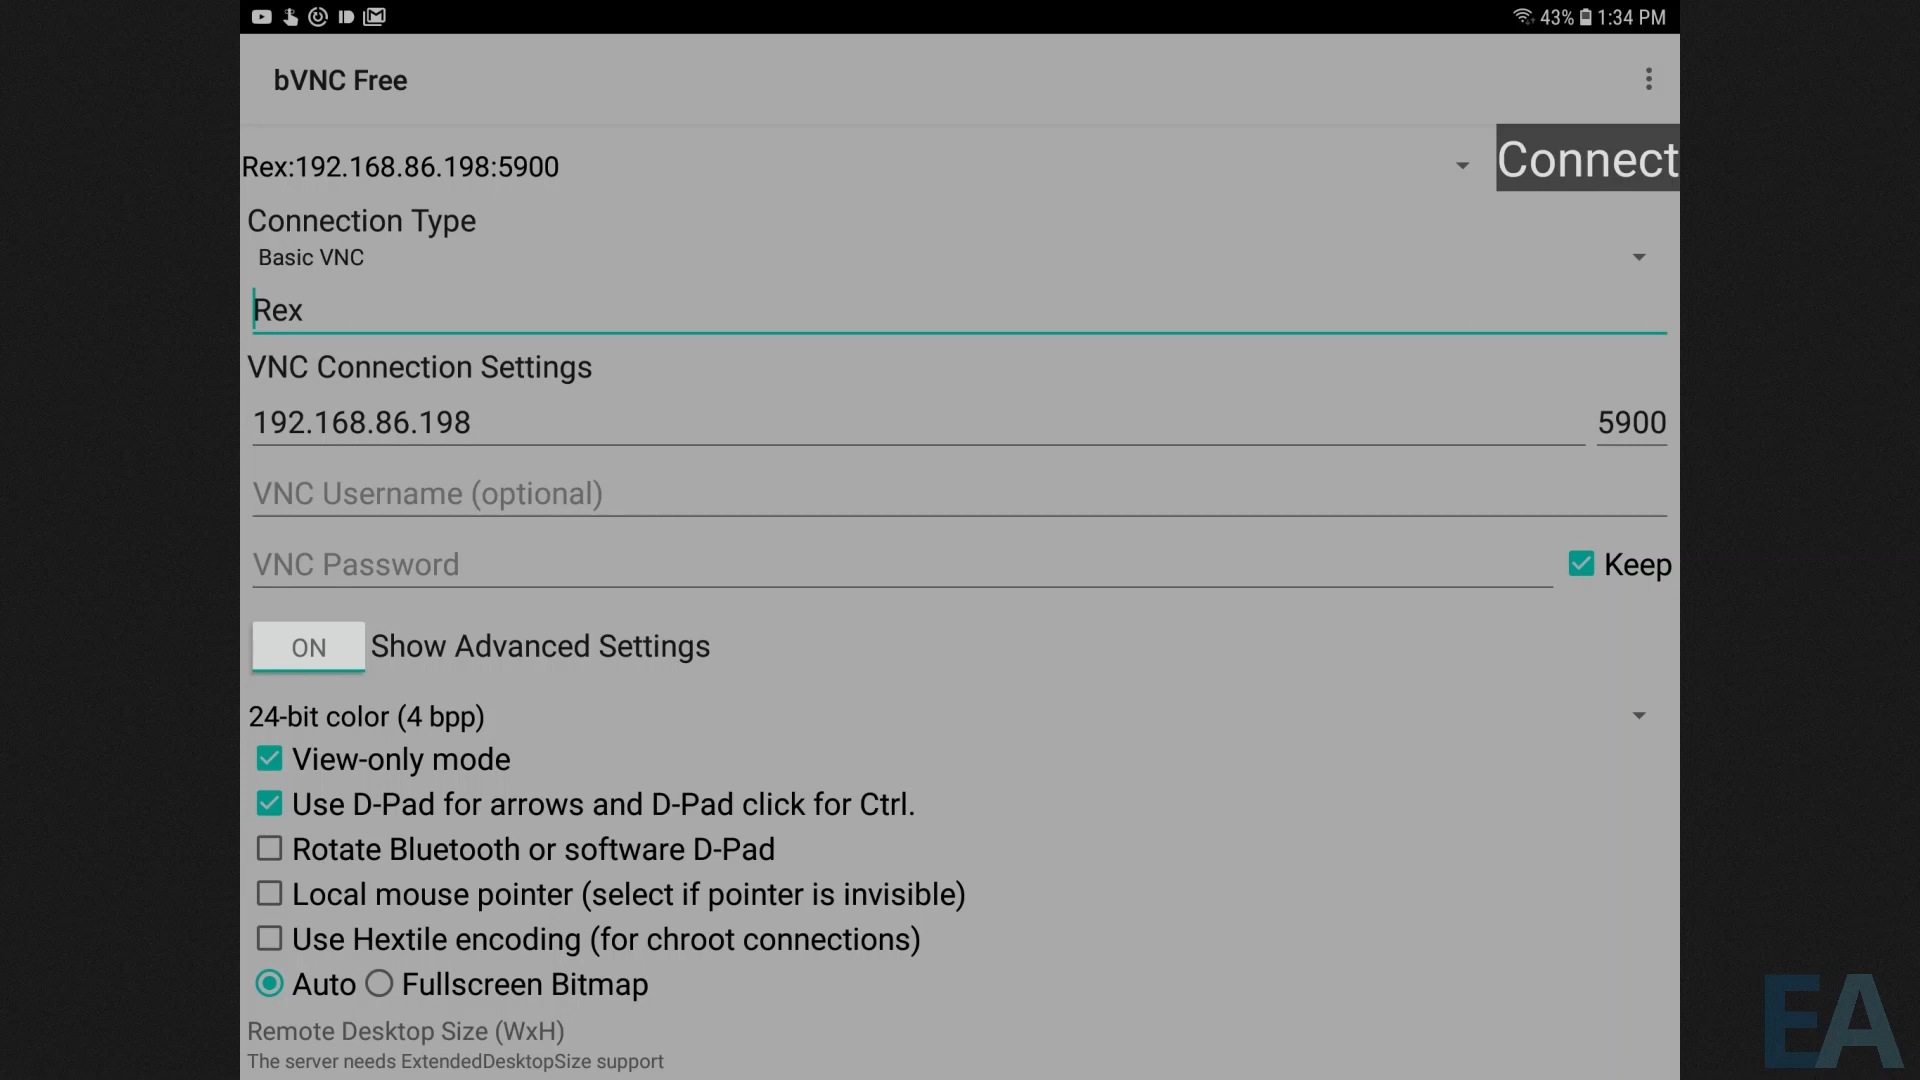 43% 1:34 PM
bVNC Free
Rex:192.168.86.198:5900
Connect
Connection Type
Basic VNC
Rex
VNC Connection Settings
192.168.86.198 5900
VNC Username (optional)
VNC Password
Keep
ON Show Advanced Settings
24-bit color (4 bpp)
View-only mode
Use D-Pad for arrows and D-Pad click for Ctrl.
Rotate Bluetooth or software D-Pad
Local mouse pointer (select if pointer is invisible)
Use Hextile encoding (for chroot connections)
Auto Fullscreen Bitmap
Remote Desktop Size (WxH)
The server needs ExtendedDesktopSize support
EA